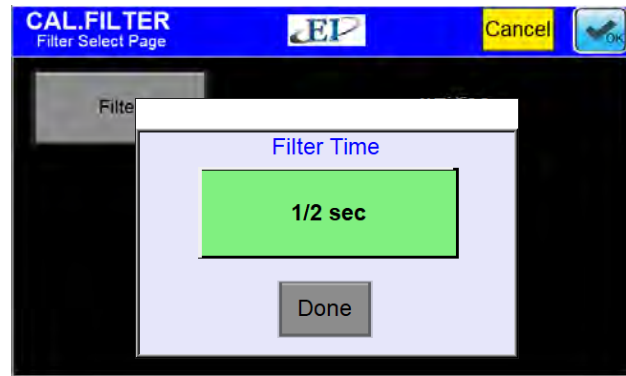 CAL.FILTER
Filter Select Page
EI
Cancel
OK
Filte
Filter Time
1/2 sec
Done